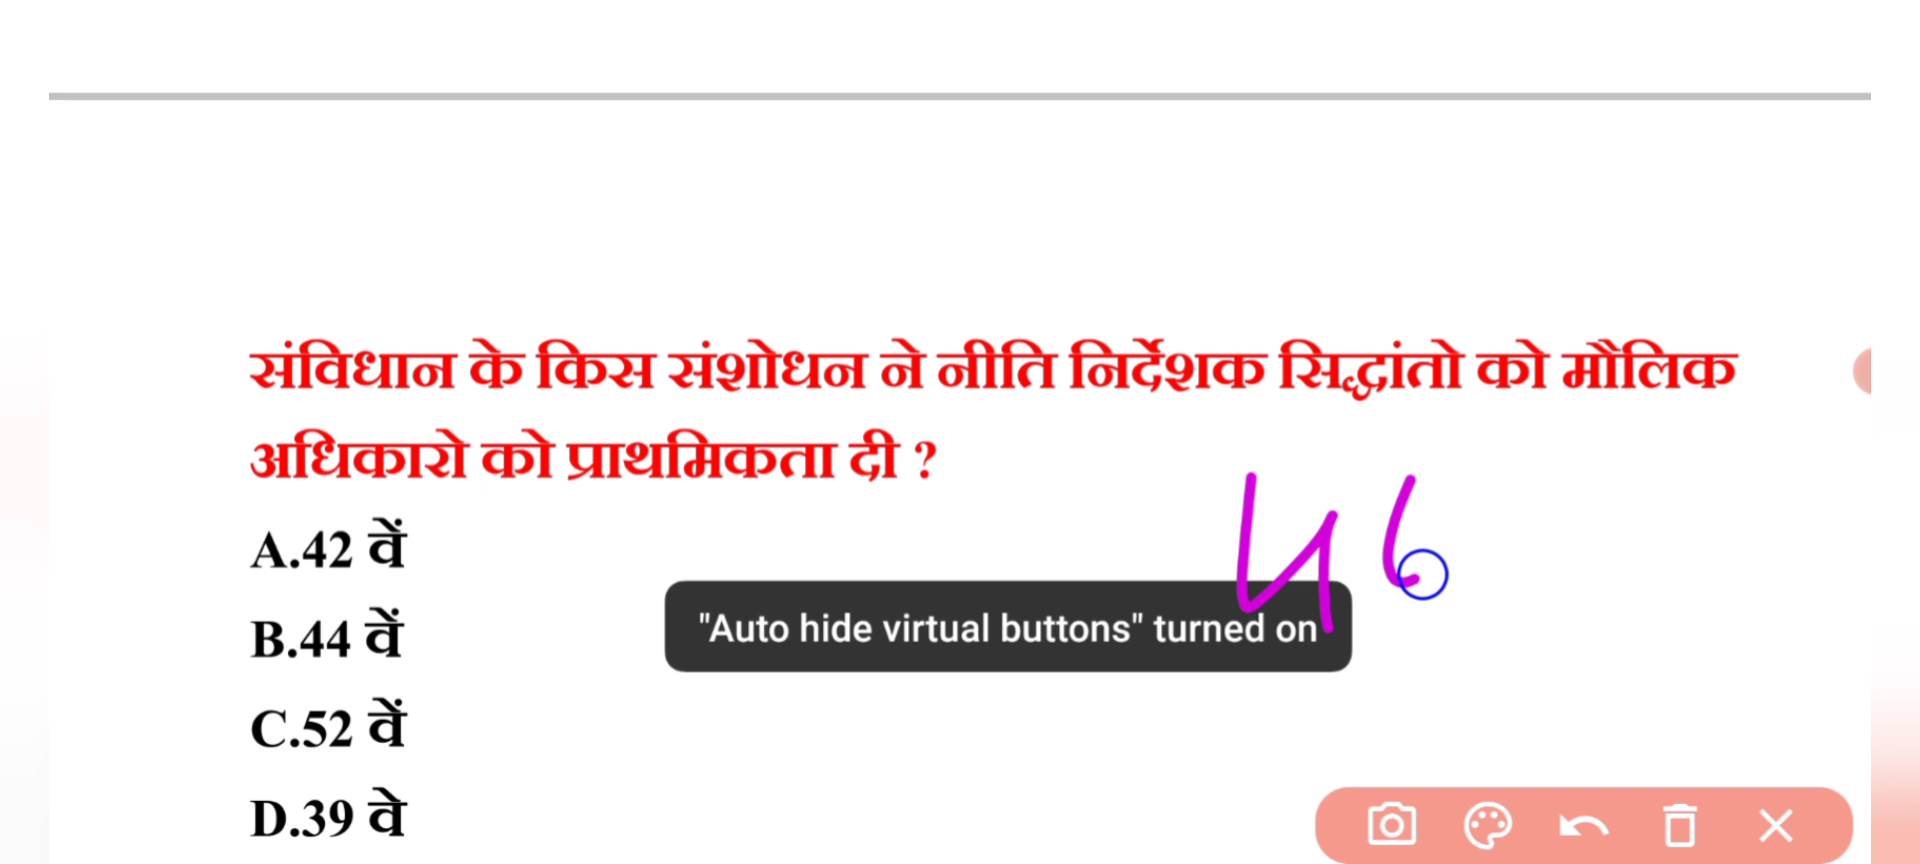 संविधान के किस संशोधन ने नीति निर्देशक सिद्धांतो को मौलिक
अधिकारो को प्राथमिकता दी ?
46
A.42 वें
"Auto hide virtual buttons" turned on
B.44 वें
C.52 वें
D.39 वे